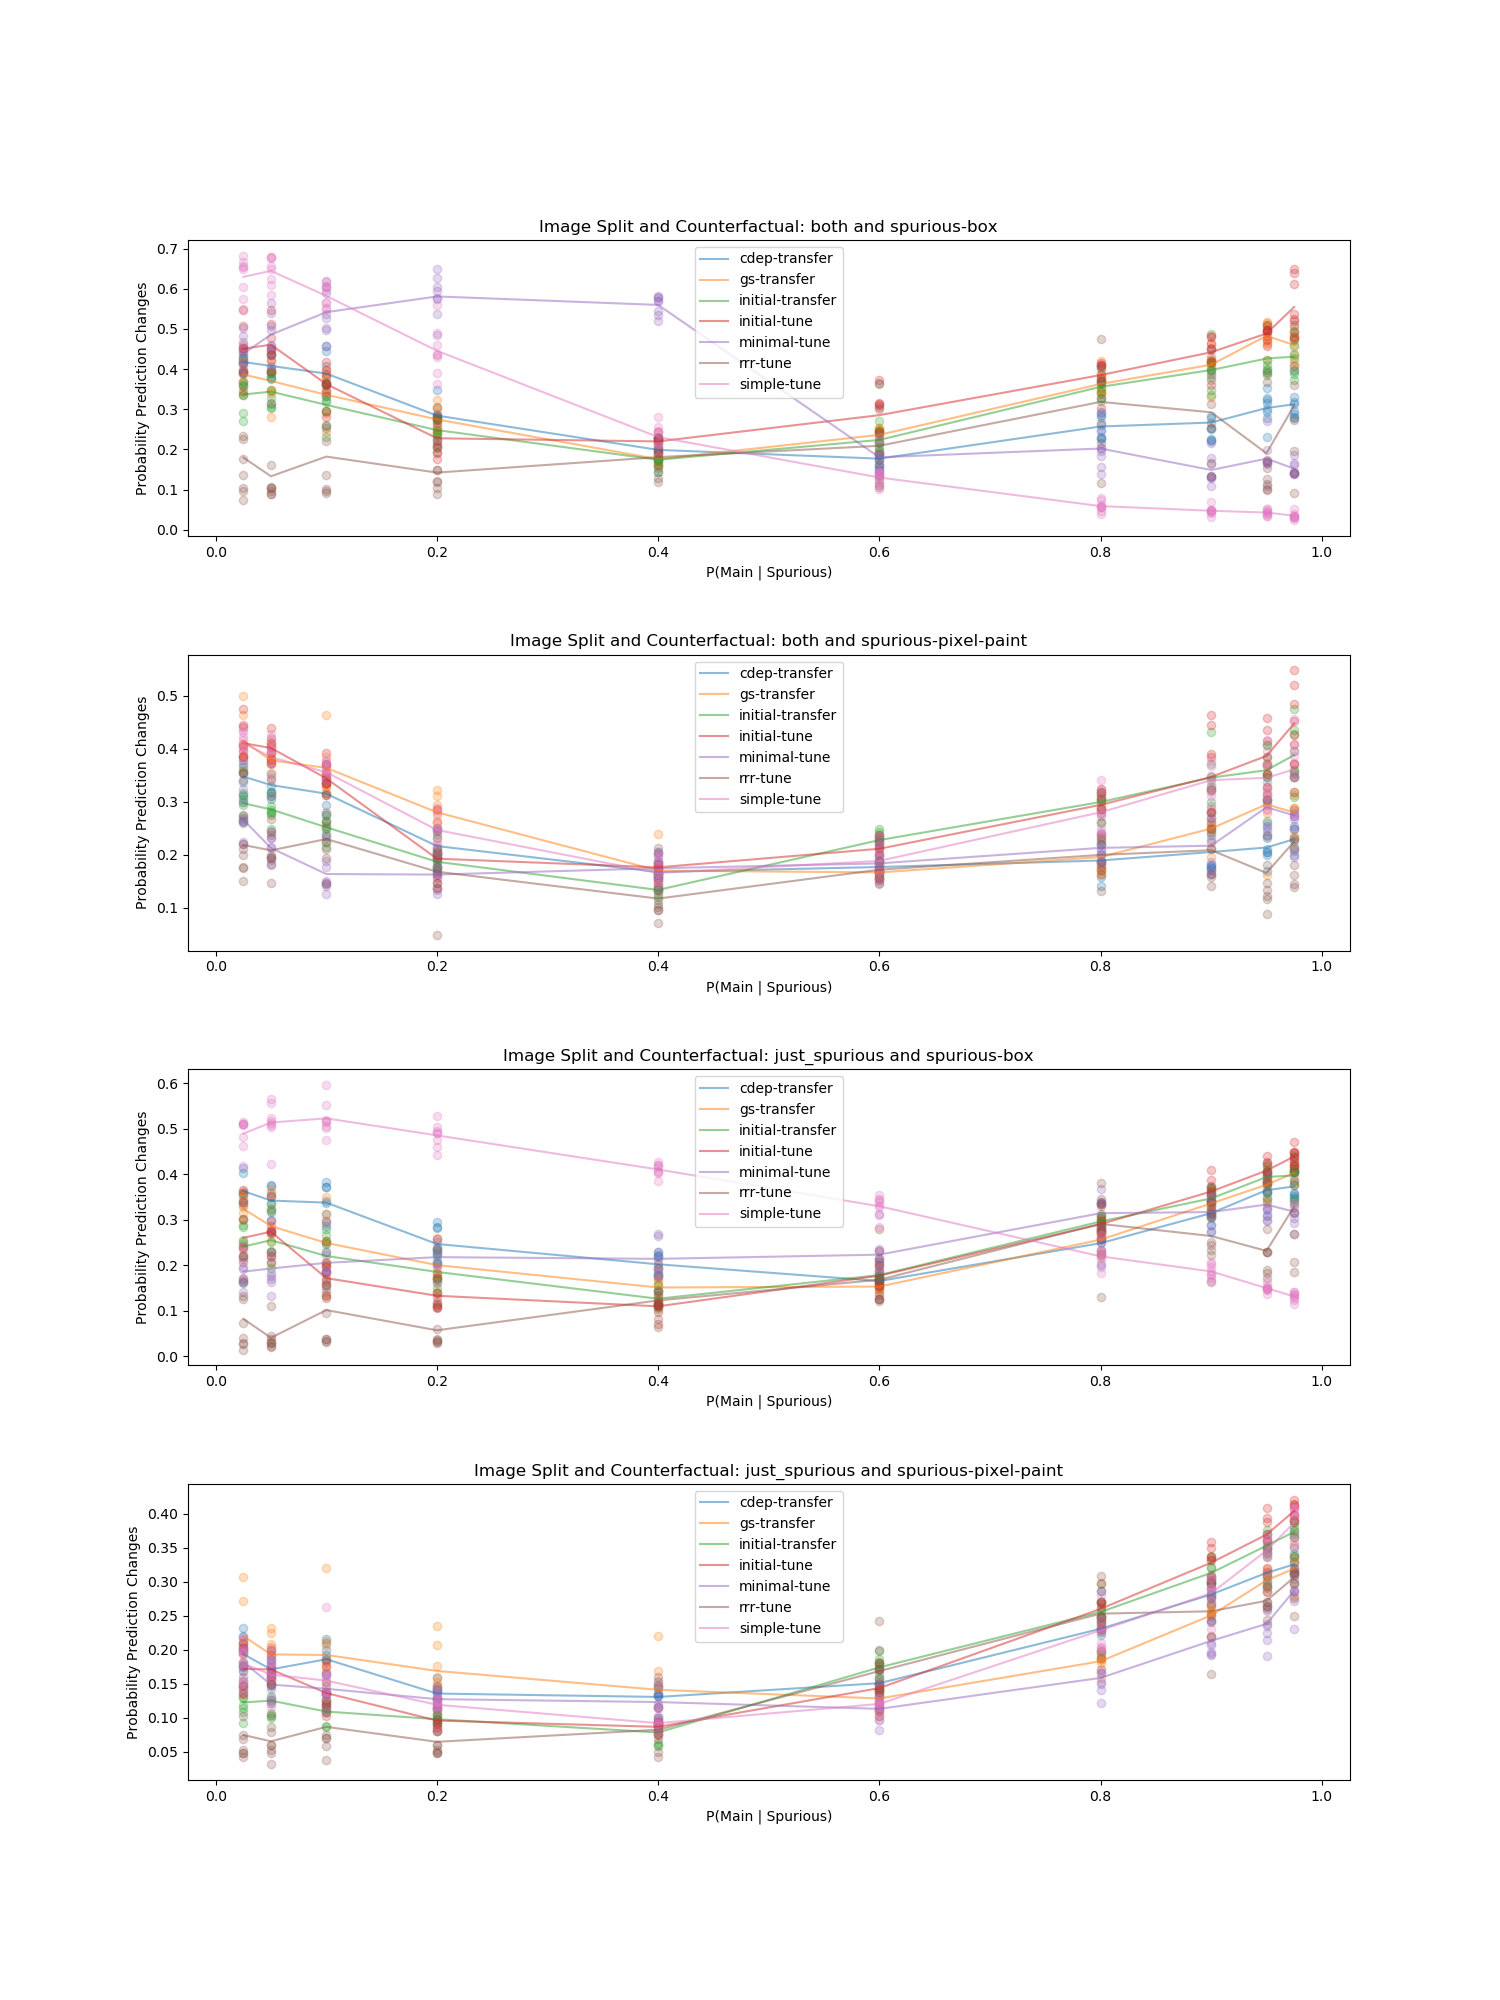 Image Split and Counterfactual: both and spurious-box
Probability Prediction Changes
0.7
0.6
0.5
0.4
0.3
0.2
0.1
0.0
cdep-transfer
gs-transfer
initial-transfer
initial-tune
minimal-tune
rrr-tune
simple-tune
0.0 0.2 0.4 0.6 0.8 1.0
P(Main | Spurious)
Image Split and Counterfactual: both and spurious-pixel-paint
Probability Prediction Changes
0.5
0.4
0.3
0.2
0.1
cdep-transfer
gs-transfer
initial-transfer
initial-tune
minimal-tune
rrr-tune
simple-tune
0.0 0.2 0.4 0.6 0.8 1.0
P(Main | Spurious)
Image Split and Counterfactual: just_spurious and spurious-box
Probability Prediction Changes
0.6
0.5
0.4
0.3
0.2
0.1
0.0
cdep-transfer
gs-transfer
initial-transfer
initial-tune
minimal-tune
rrr-tune
simple-tune
0.0 0.2 0.4 0.6 0.8 1.0
P(Main | Spurious)
Image Split and Counterfactual: just_spurious and spurious-pixel-paint
Probability Prediction Changes
0.40
0.35
0.30
0.25
0.20
0.15
0.10
0.05
cdep-transfer
gs-transfer
initial-transfer
initial-tune
minimal-tune
rrr-tune
simple-tune
0.0 0.2 0.4 0.6 0.8 1.0
P(Main | Spurious)